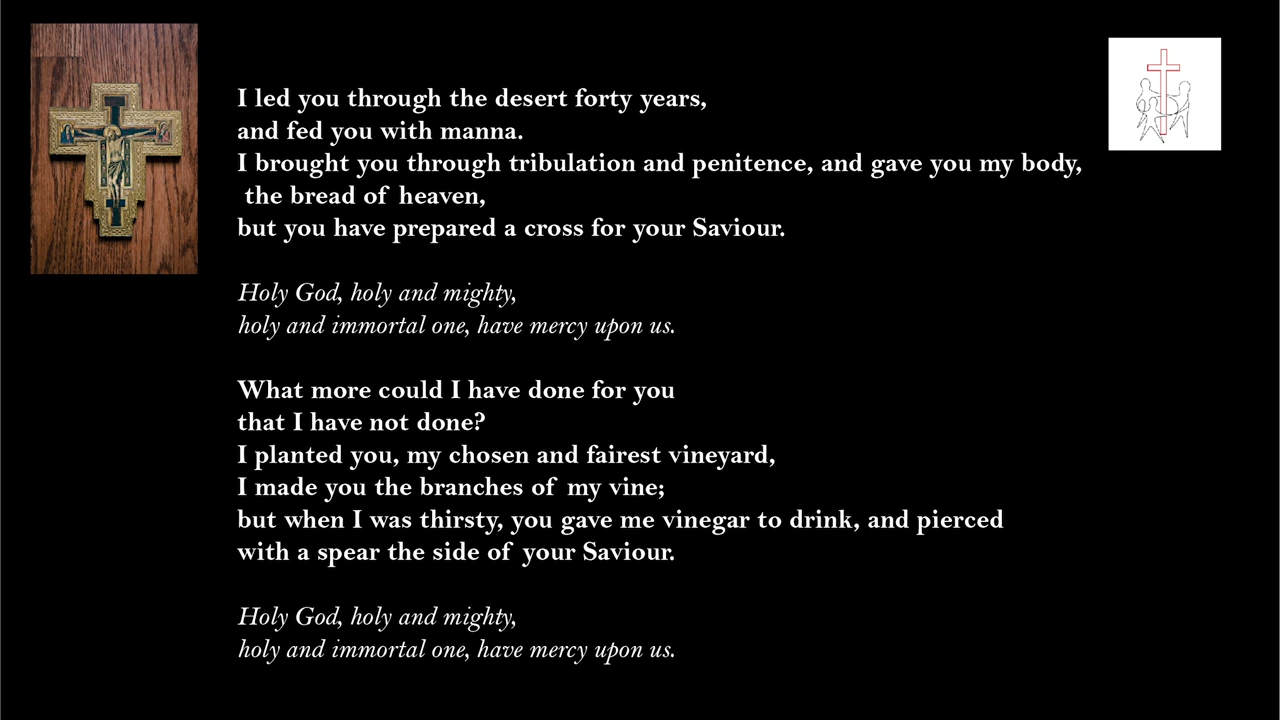 I led you through the desert forty years,
and fed you with manna.
I brought you through tribulation and penitence, and gave you my body,
the bread of heaven,
but you have prepared a cross for your Saviour.
Holy God, holy and mighty,
holy and immortal one, have mercy upon us.
What more could I have done for you
that I have not done?
I planted you, my chosen and fairest vineyard,
I made you the branches of my vine;
but when I was thirsty, you gave me vinegar to drink, and pierced
with a spear the side of your Saviour.
Holy God, holy and mighty,
holy and immortal one, have mercy upon us.